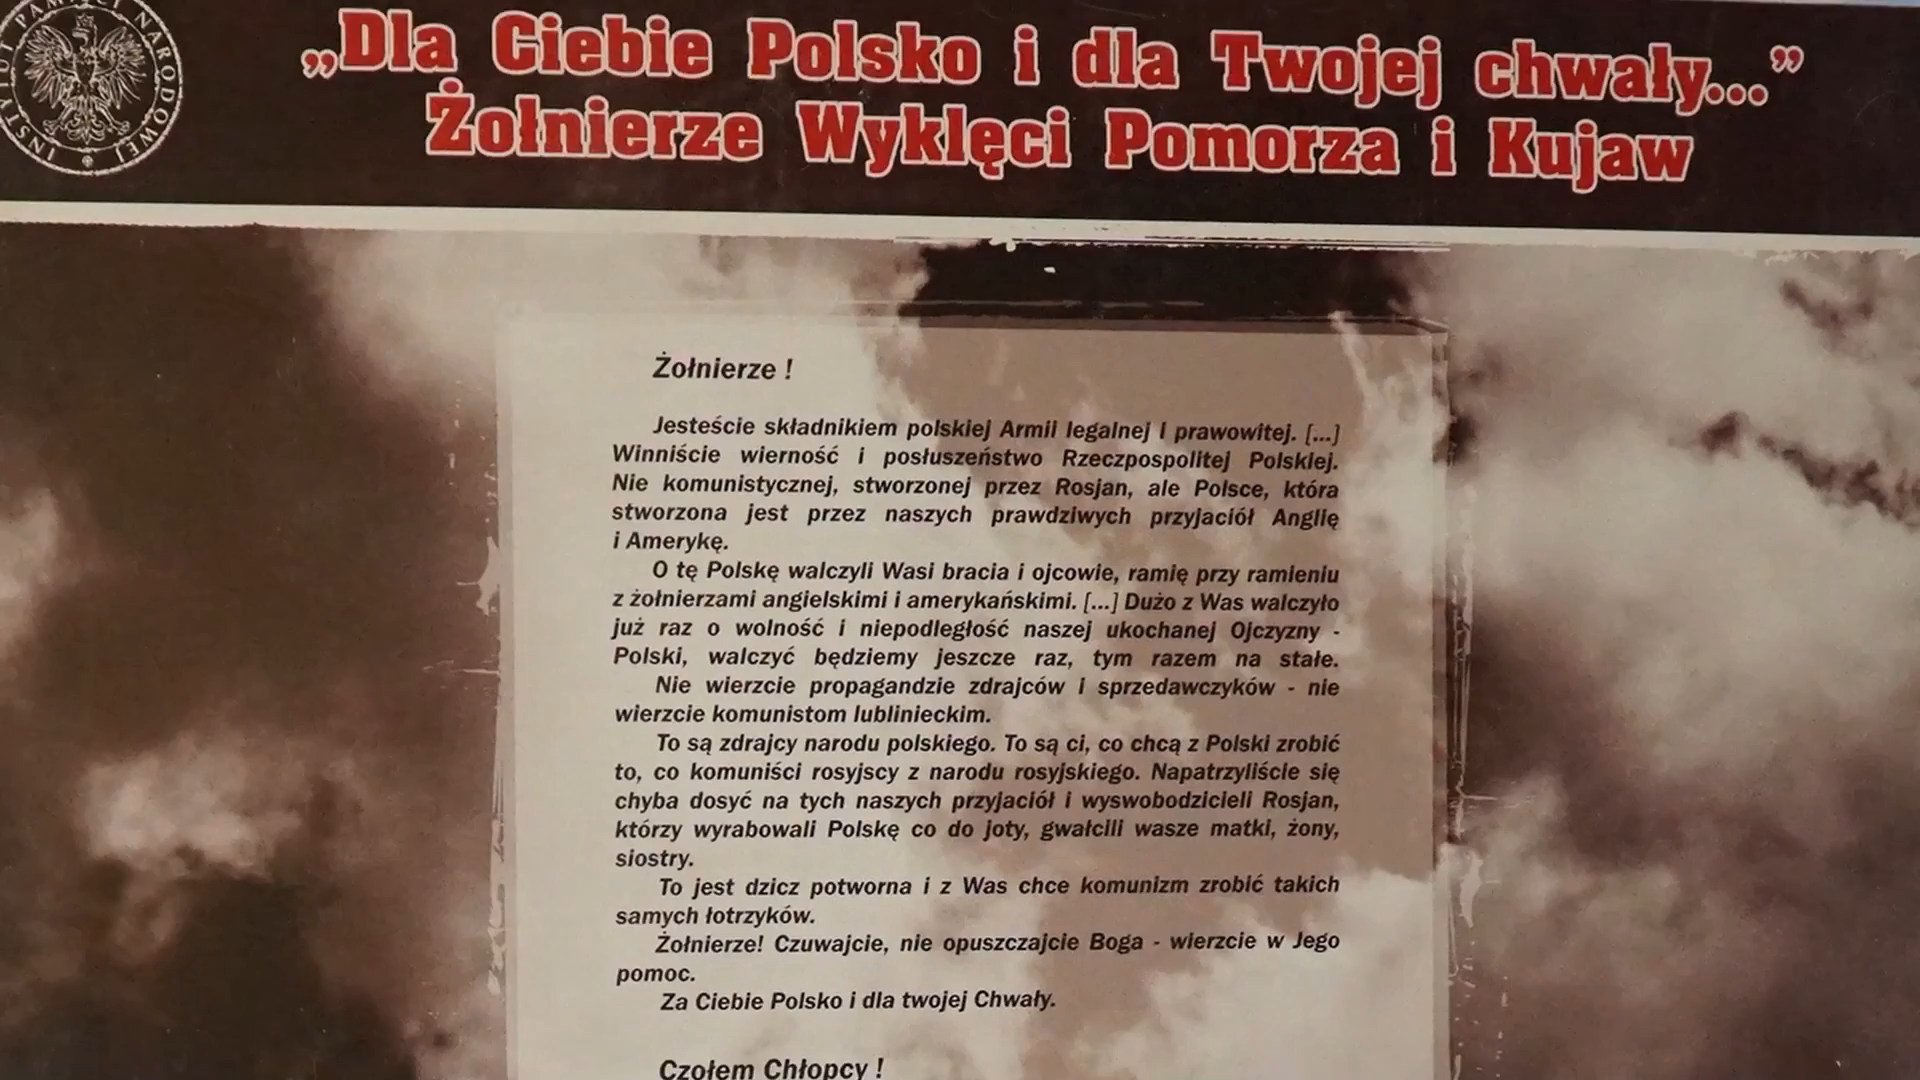 INSTYTUT PAMIĘCI NARODOWEJ
„Dla Ciebie Polsko i dla Twojej chwały...”
Żołnierze Wyklęci Pomorza i Kujaw
Żołnierze !
Jesteście składnikiem polskiej Armii legalnej i prawowitej. [...]
Winniście wierność i posłuszeństwo Rzeczpospolitej Polskiej.
Nie komunistycznej, stworzonej przez Rosjan, ale Polsce, która
stworzona jest przez naszych prawdziwych przyjaciół Anglię
i Amerykę.
O tę Polskę walczyli Wasi bracia i ojcowie, ramię przy ramieniu
z żołnierzami angielskimi i amerykańskimi. [...] Dużo z Was walczyło
już raz o wolność i niepodległość naszej ukochanej Ojczyzny -
Polski, walczyć będziemy jeszcze raz, tym razem na stałe.
Nie wierzcie propagandzie zdrajców i sprzedawczyków - nie
wierzcie komunistom lublinieckim.
To są zdrajcy narodu polskiego. To są ci, co chcą z Polski zrobić
to, co komuniści rosyjscy z narodu rosyjskiego. Napatrzyliście się
chyba dosyć na tych naszych przyjaciół i wyswobodzicieli Rosjan,
którzy wyrabowali Polskę co do joty, gwałcili wasze matki, żony,
siostry.
To jest dzicz potworna i z Was chce komunizm zrobić takich
samych łotrzyków.
Żołnierze! Czuwajcie, nie opuszczajcie Boga - wierzcie w Jego
pomoc.
Za Ciebie Polsko i dla twojej Chwały.
Czołem Chłopcy !